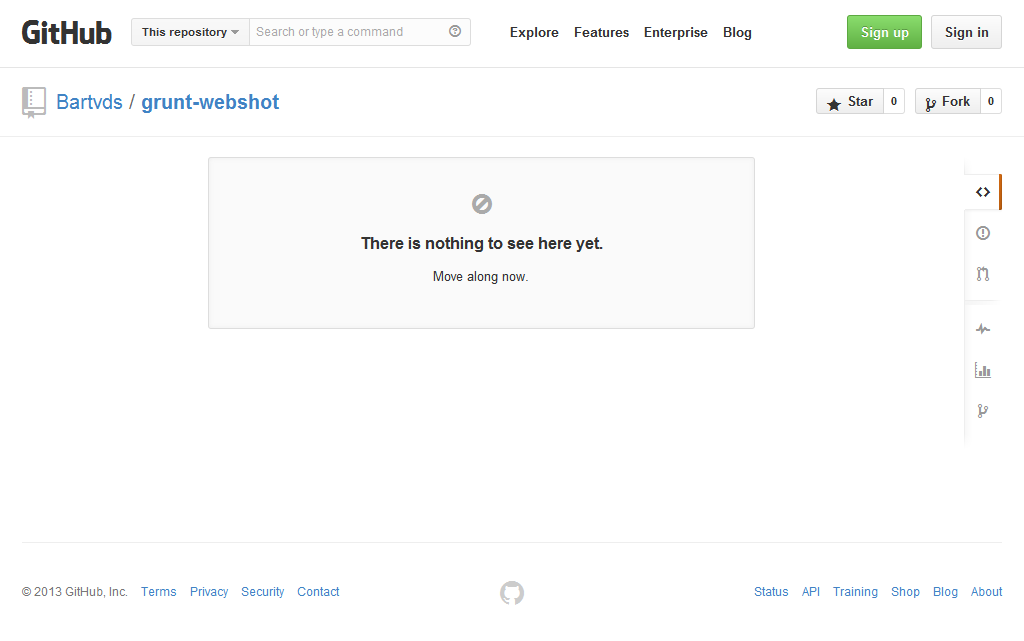 GitHub This repository Search or type a command Explore Features Enterprise Blog Sign up Sign in
Bartvds / grunt-webshot Star 0 Fork 0
There is nothing to see here yet.
Move along now.
© 2013 GitHub, Inc. Terms Privacy Security Contact Status API Training Shop Blog About